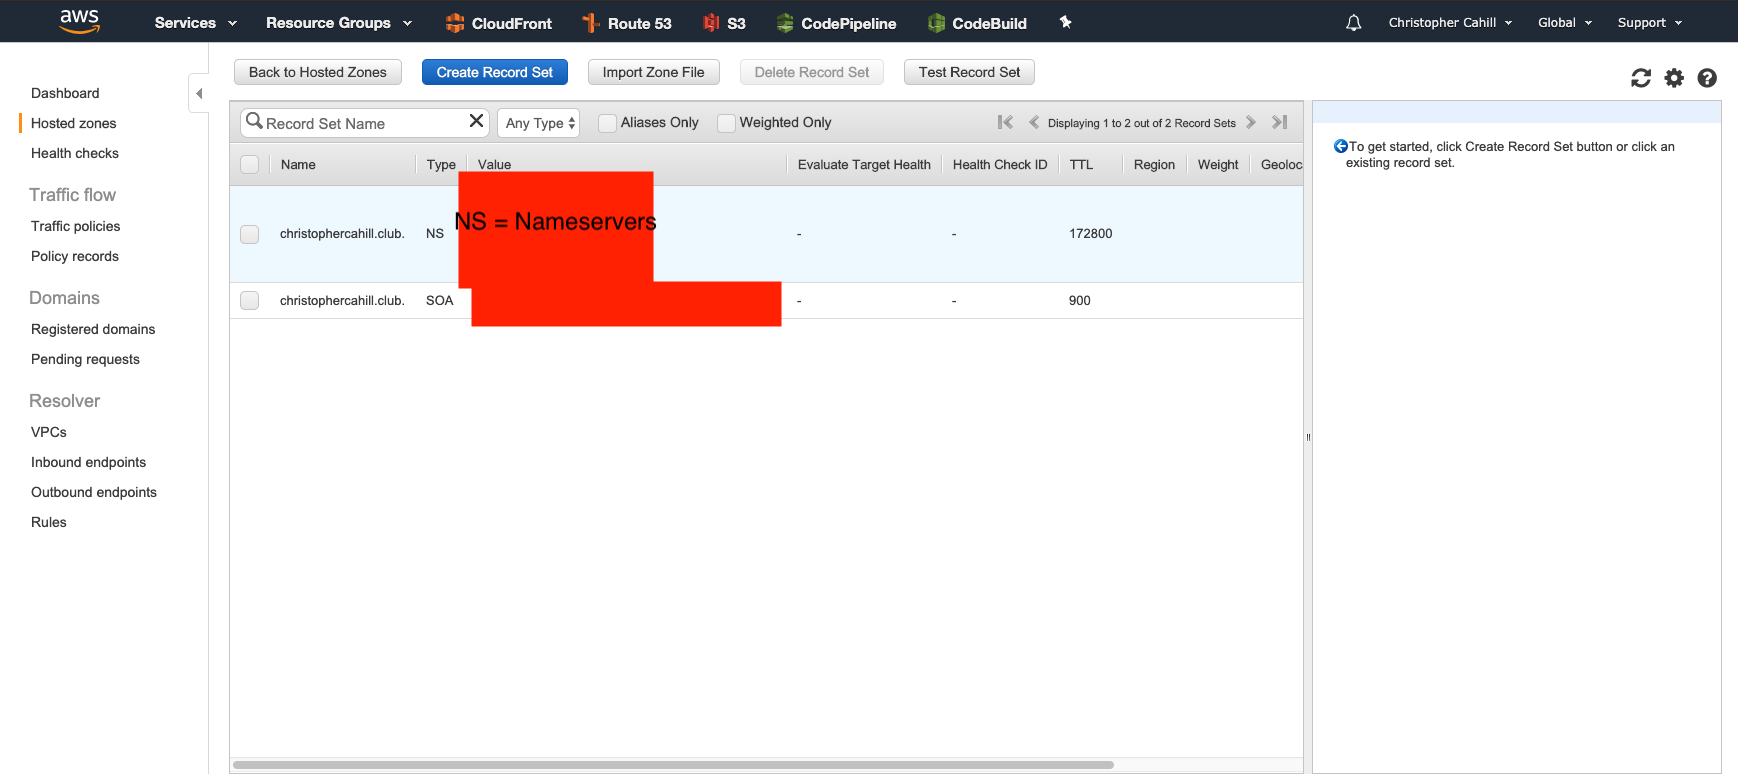 aws Services Resource Groups CloudFront Route 53 S3 CodePipeline CodeBuild Christopher Cahill Global Support
Dashboard
Hosted zones
Health checks
Traffic flow
Traffic policies
Policy records
Domains
Registered domains
Pending requests
Resolver
VPCs
Inbound endpoints
Outbound endpoints
Rules
Back to Hosted Zones Create Record Set Import Zone File Delete Record Set Test Record Set
Record Set Name Any Type Aliases Only Weighted Only Displaying 1 to 2 out of 2 Record Sets
Name Type Value Evaluate Target Health Health Check ID TTL Region Weight Geoloc
NS = Nameservers
christophercahill.club. NS - - 172800
christophercahill.club. SOA - - 900
To get started, click Create Record Set button or click an
existing record set.